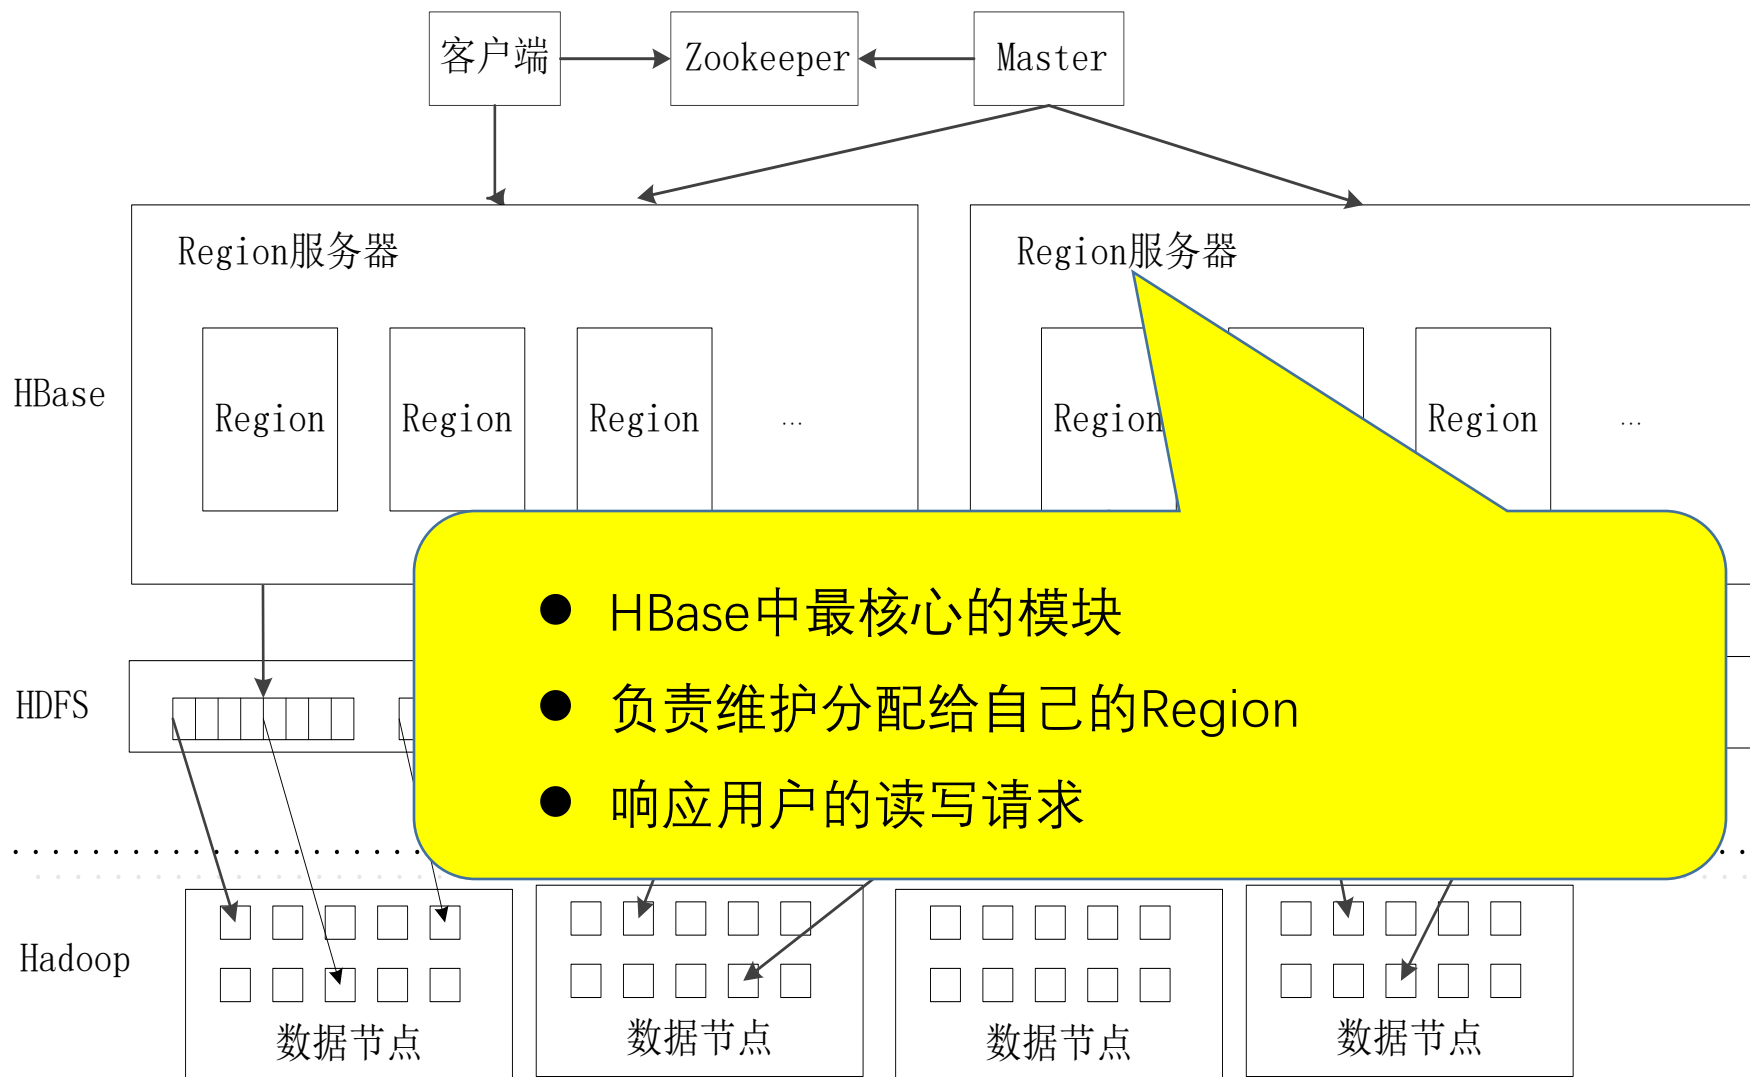 客户端
Zookeeper
Master
Region服务器
Region服务器
HBase
Region
Region
Region
...
Region
Region
...
● HBase中最核心的模块
● 负责维护分配给自己的Region
● 响应用户的读写请求
HDFS
Hadoop
数据节点
数据节点
数据节点
数据节点